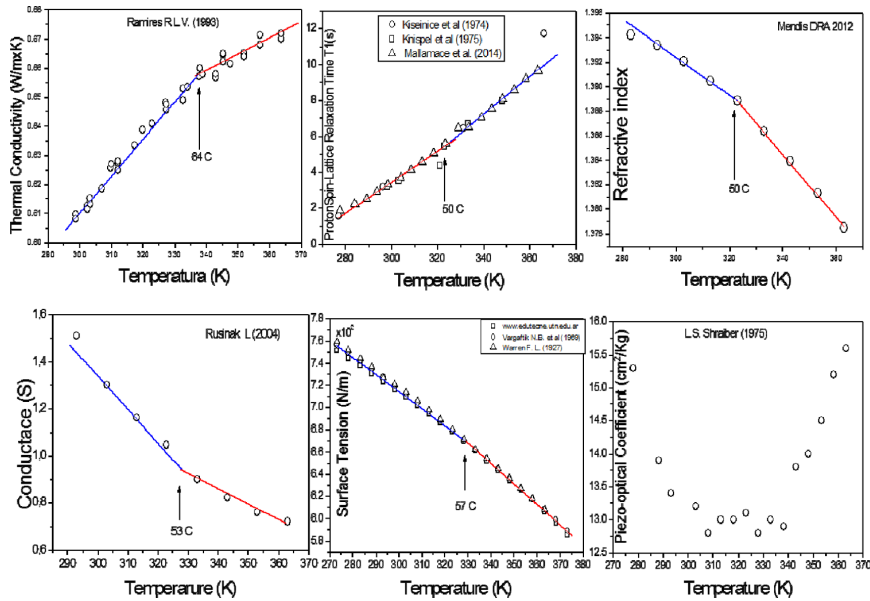 Ramires R.L.V. (1993)
Thermal Conductivity (W/mxK)
0.68
0.67
0.66
0.65
0.64
0.63
0.62
0.61
0.60
64 C
290 300 310 320 330 340 350 360 370
Temperatura (K)
Kiseinice et al (1974)
Knispel et al (1975)
Mallamace et al. (2014)
ProtonSpin-Lattice Relaxation Time T1(s)
12
10
8
6
4
2
0
50 C
260 280 300 320 340 360 380
Temperature (K)
Mendis DRA 2012
Refractive index
1.396
1.394
1.392
1.390
1.388
1.386
1.384
1.382
1.380
1.378
50 C
280 290 300 310 320 330 340 350 360 370
Temperature (K)
Rusinak L (2004)
Conductace (S)
1,6
1,4
1.2
1.0
0.8
0,6
53 C
290 300 310 320 330 340 350 360 370
Temperarure (K)
www.edutecne.utn.edu.ar
Vargaftik N.B. et al (1969)
Warren F. L. (1927)
Surface Tension (N/m)
7.8
7.6
7.4
7.2
7.0
6.8
6.6
6.4
6.2
6.0
5.8
57 C
270 280 290 300 310 320 330 340 350 360 370 380
Temperature (K)
L.S. Shraiber (1975)
Piezo-optical Coefficient (cm²/Kg)
16.0
15.5
15.0
14.5
14.0
13.5
13.0
12.5
270 280 290 300 310 320 330 340 350 360 370
Temperature (K)